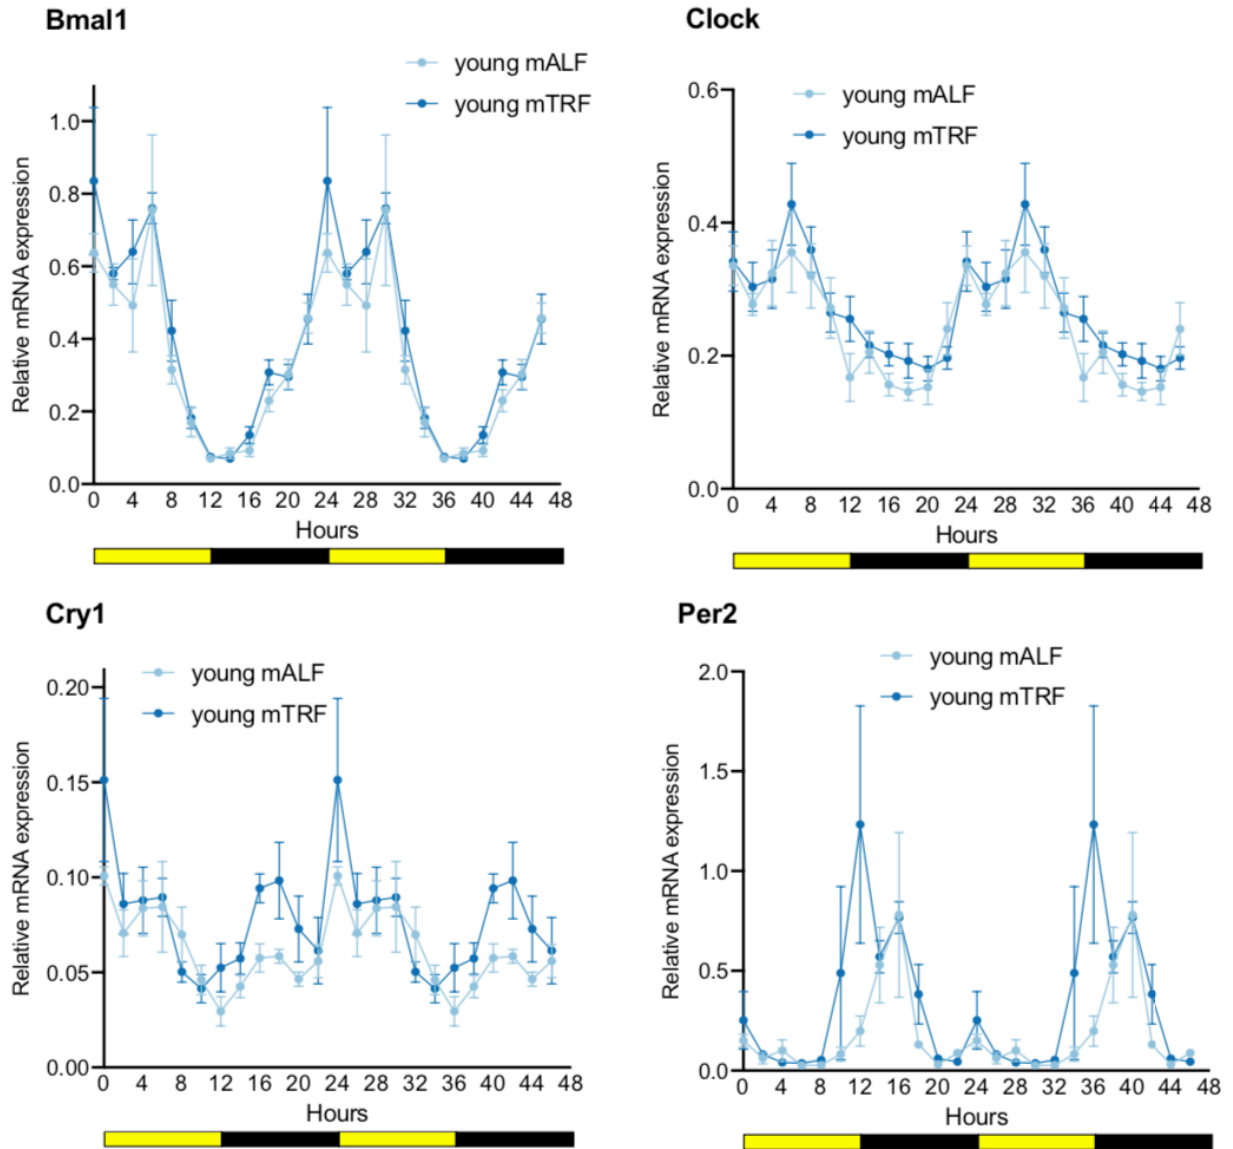 Bmal1
young mALF
young mTRF
Relative mRNA expression
1.0
0.8
0.6
0.4
0.2
0.0
0 4 8 12 16 20 24 28 32 36 40 44 48
Hours
Clock
young mALF
young mTRF
Relative mRNA expression
0.6
0.4
0.2
0.0
0 4 8 12 16 20 24 28 32 36 40 44 48
Hours
Cry1
young mALF
young mTRF
Relative mRNA expression
0.20
0.15
0.10
0.05
0.00
0 4 8 12 16 20 24 28 32 36 40 44 48
Hours
Per2
young mALF
young mTRF
Relative mRNA expression
2.0
1.5
1.0
0.5
0.0
0 4 8 12 16 20 24 28 32 36 40 44 48
Hours